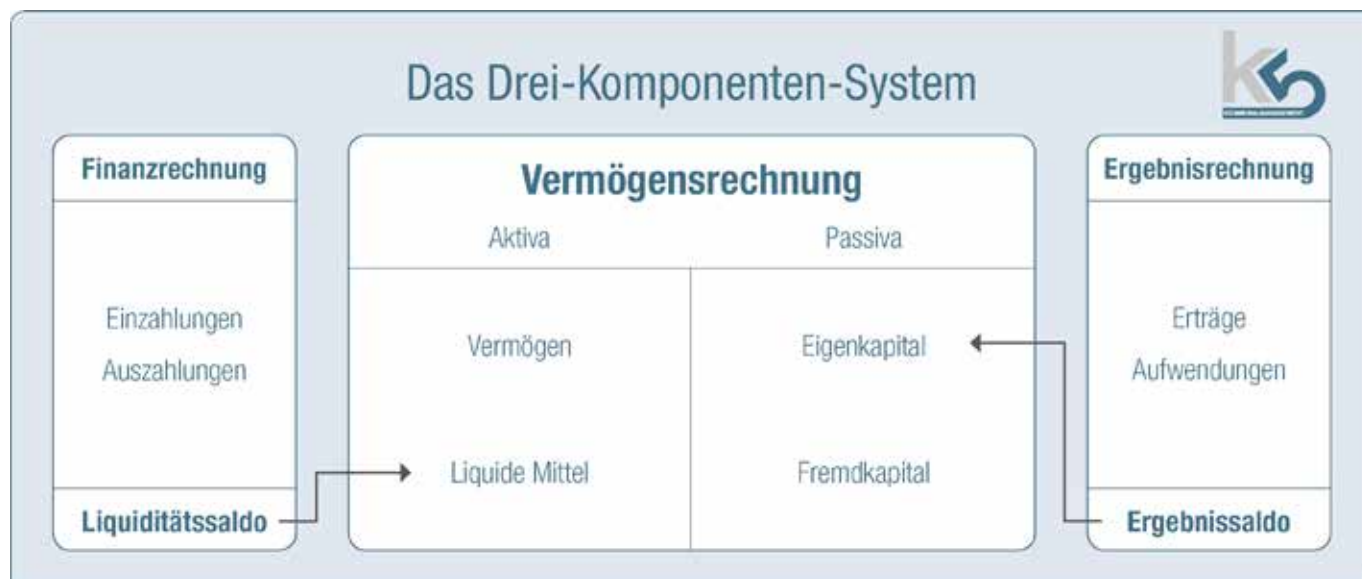 Das Drei-Komponenten-System
k5
Finanzrechnung
Einzahlungen
Auszahlungen
Liquiditätssaldo
Vermögensrechnung
Aktiva
Passiva
Vermögen
Eigenkapital
Liquide Mittel
Fremdkapital
Ergebnisrechnung
Erträge
Aufwendungen
Ergebnissaldo